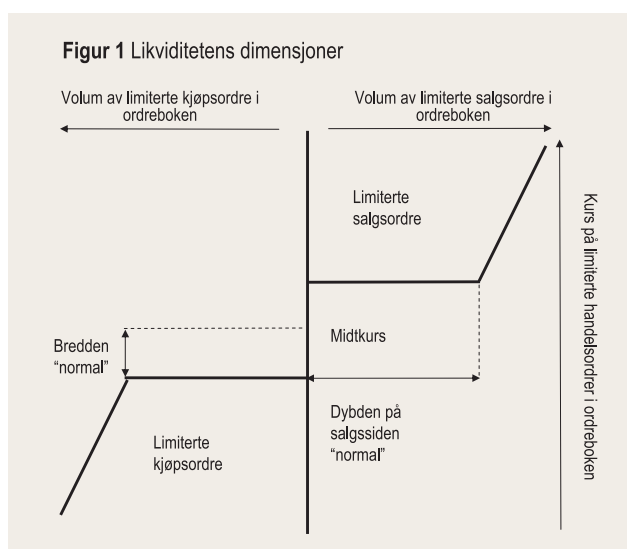 Figur 1 Likviditetens dimensjoner
Volum av limiterte kjøpsordre i
ordreboken
Volum av limiterte salgsordre i
ordreboken
Limiterte
salgsordre
Kurs på limiterte handelsordrer i ordreboken
Midtkurs
Bredden
“normal”
Dybden på
salgssiden
“normal”
Limiterte
kjøpsordre